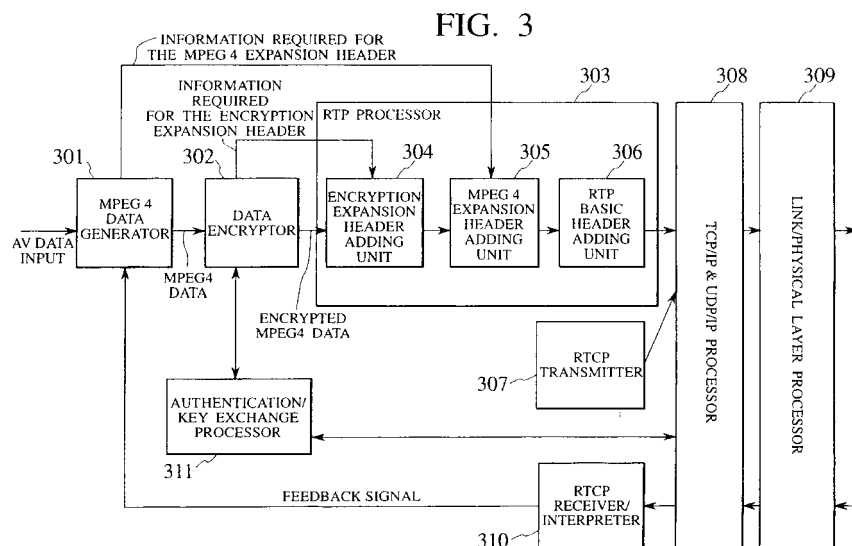 FIG. 3
INFORMATION REQUIRED FOR
THE MPEG 4 EXPANSION HEADER
INFORMATION
REQUIRED
FOR THE ENCRYPTION
EXPANSION HEADER
RTP PROCESSOR
303
308
309
301
302
304
305
306
MPEG 4
DATA
GENERATOR
DATA
ENCRYPTOR
ENCRYPTION
EXPANSION
HEADER
ADDING
UNIT
MPEG 4
EXPANSION
HEADER
ADDING
UNIT
RTP
BASIC
HEADER
ADDING
UNIT
TCP/IP & UDP/IP PROCESSOR
LINK/PHYSICAL LAYER PROCESSOR
AV DATA
INPUT
MPEG4
DATA
ENCRYPTED
MPEG4 DATA
307
RTCP
TRANSMITTER
AUTHENTICATION/
KEY EXCHANGE
PROCESSOR
311
FEEDBACK SIGNAL
RTCP
RECEIVER/
INTERPRETER
310